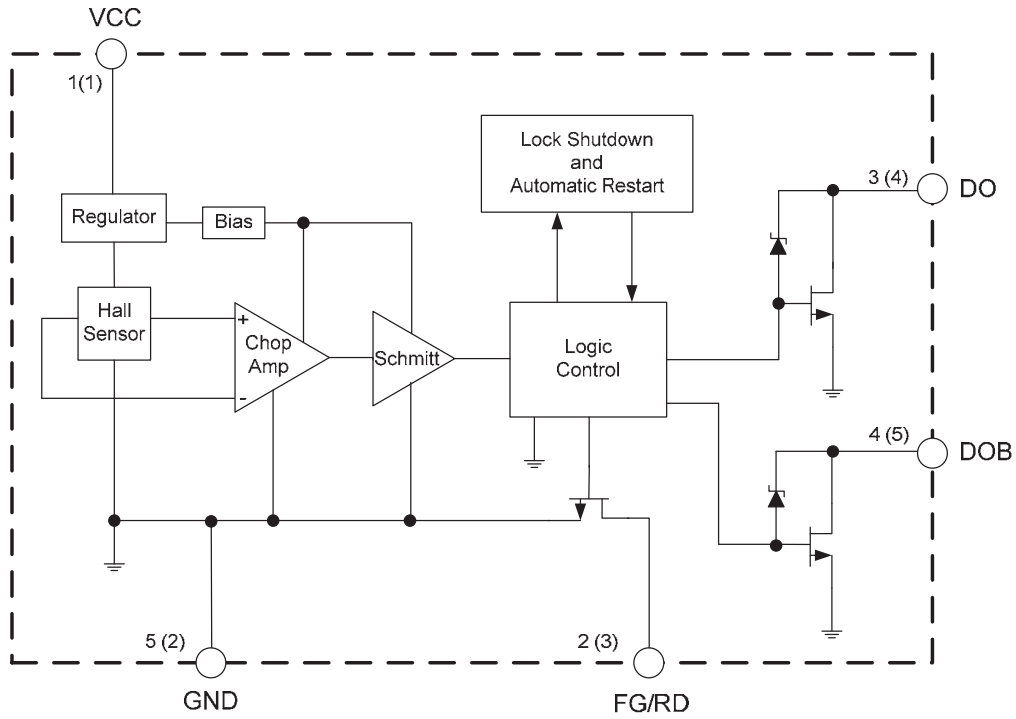 VCC
1(1)
Lock Shutdown
and
Automatic Restart
3 (4)
DO
Regulator
Bias
Hall
Sensor
+
Chop
Amp
-
Schmitt
Logic
Control
4 (5)
DOB
5 (2)
GND
2 (3)
FG/RD